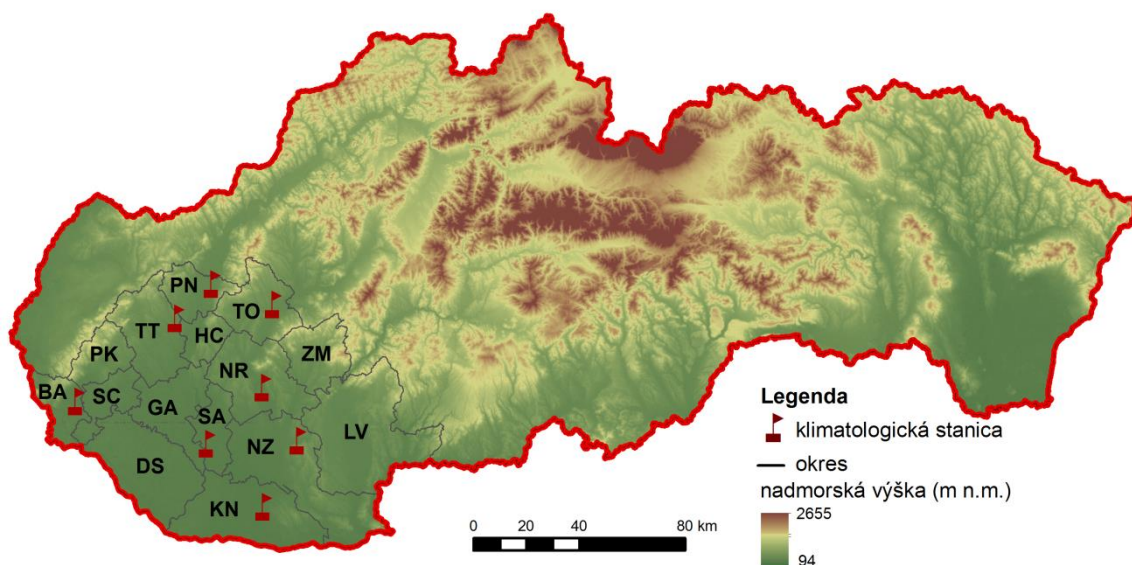 PN
TO
TT
HC
PK
ZM
NR
BA
SC
GA
SA
LV
NZ
DS
KN
Legenda
klimatologická stanica
okres
nadmorská výška (m n.m.)
2655
94
0 20 40 80 km